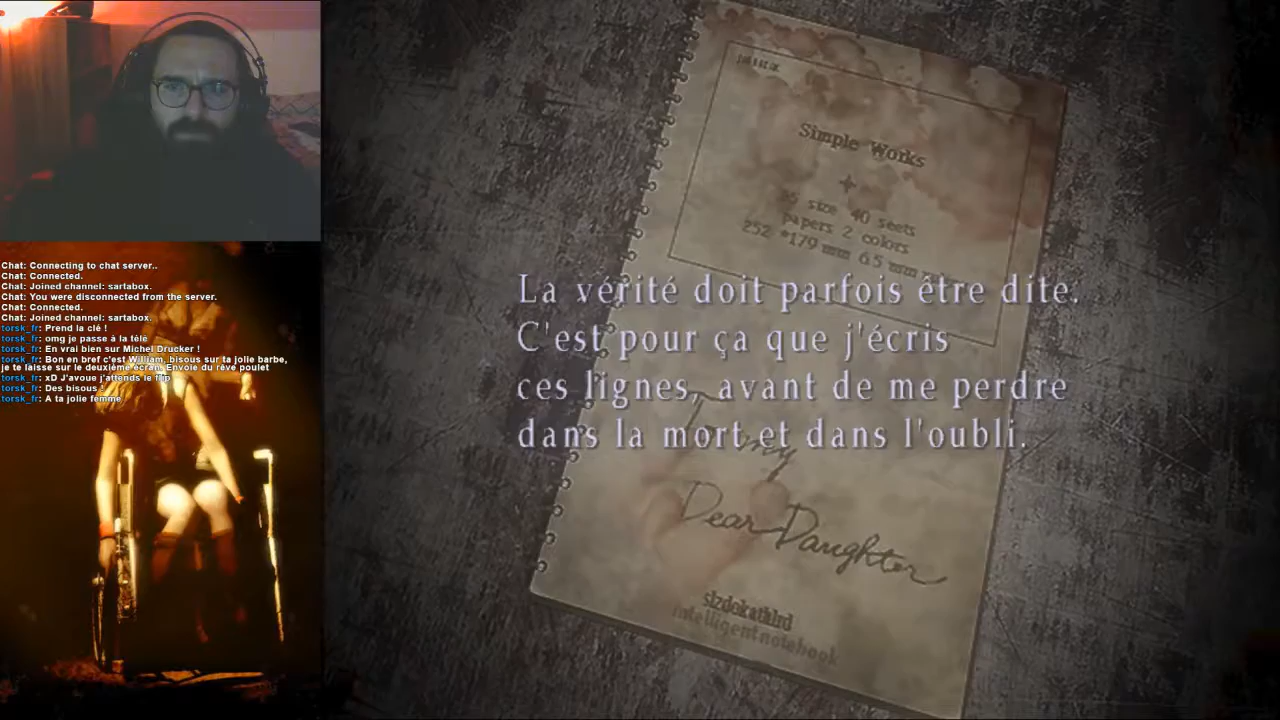 Chat: Connecting to chat server..
Chat: Connected.
Chat: Joined channel: sartabox.
Chat: You were disconnected from the server.
Chat: Connected.
Chat: Joined channel: sartabox.
torsk_fr: Prend la clé !
torsk_fr: omg je passe à la télé
torsk_fr: En vrai bien sur Michel Drucker !
torsk_fr: Bon en bref c'est William, bisous sur ta jolie barbe,
je te laisse sur le deuxième écran. Envoie du rêve poulet
torsk_fr: xD J'avoue j'attends le flip
torsk_fr: Des bisous !
torsk_fr: A ta jolie femme
Simple Works
size 40 seets
papers 2 colors
252 *179 mm 6.5 mm
La vérité doit parfois être dite.
C'est pour ça que j'écris
ces lignes, avant de me perdre
dans la mort et dans l'oubli.
Dear Daughter
intelligent notebook